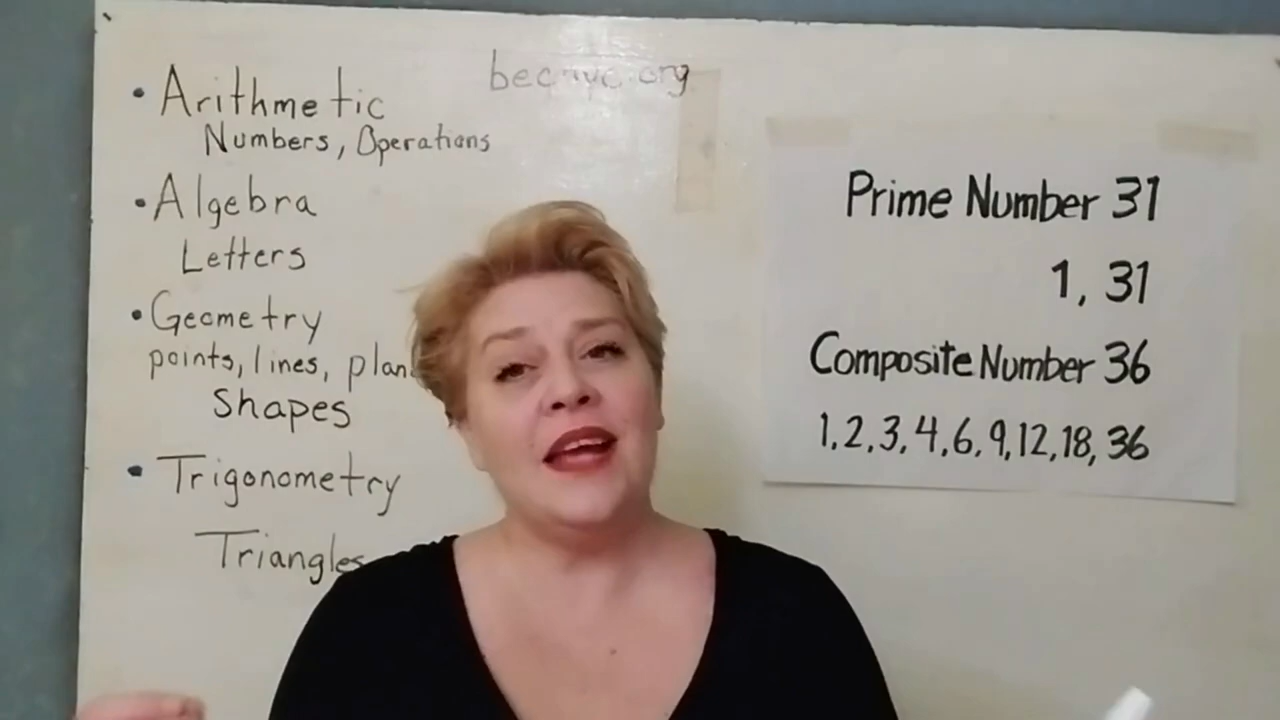 becnyc.org
• Arithmetic
Numbers, Operations
• Algebra
Letters
• Geometry
points, lines, plan
Shapes
• Trigonometry
Triangles
Prime Number 31
1, 31
Composite Number 36
1, 2, 3, 4, 6, 9, 12, 18, 36